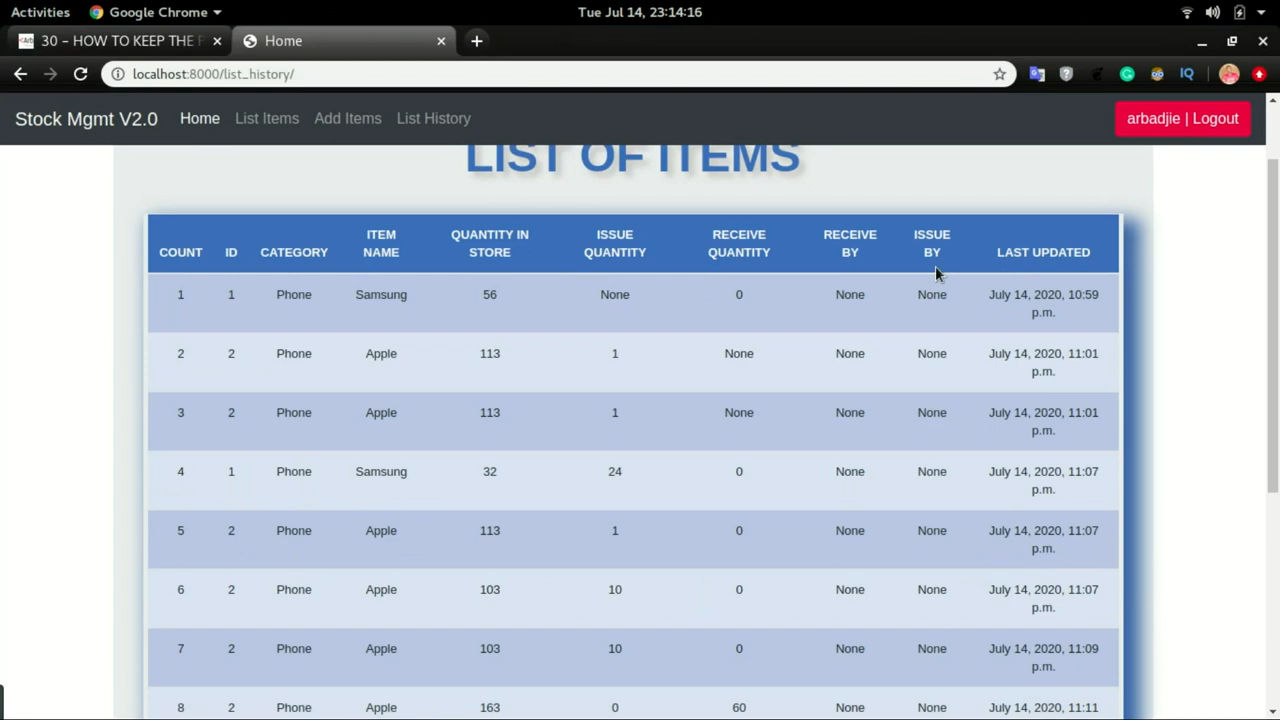 Activities Google Chrome Tue Jul 14, 23:14:16
30 – HOW TO KEEP THE Home
localhost:8000/list_history/ IQ
Stock Mgmt V2.0 Home List Items Add Items List History arbadjie | Logout
LIST OF ITEMS
ITEM QUANTITY IN ISSUE RECEIVE RECEIVE ISSUE
COUNT ID CATEGORY NAME STORE QUANTITY QUANTITY BY BY LAST UPDATED
1 1 Phone Samsung 56 None 0 None None July 14, 2020, 10:59
p.m.
2 2 Phone Apple 113 1 None None None July 14, 2020, 11:01
p.m.
3 2 Phone Apple 113 1 None None None July 14, 2020, 11:01
p.m.
4 1 Phone Samsung 32 24 0 None None July 14, 2020, 11:07
p.m.
5 2 Phone Apple 113 1 0 None None July 14, 2020, 11:07
p.m.
6 2 Phone Apple 103 10 0 None None July 14, 2020, 11:07
p.m.
7 2 Phone Apple 103 10 0 None None July 14, 2020, 11:09
p.m.
8 2 Phone Apple 163 0 60 None None July 14, 2020, 11:11